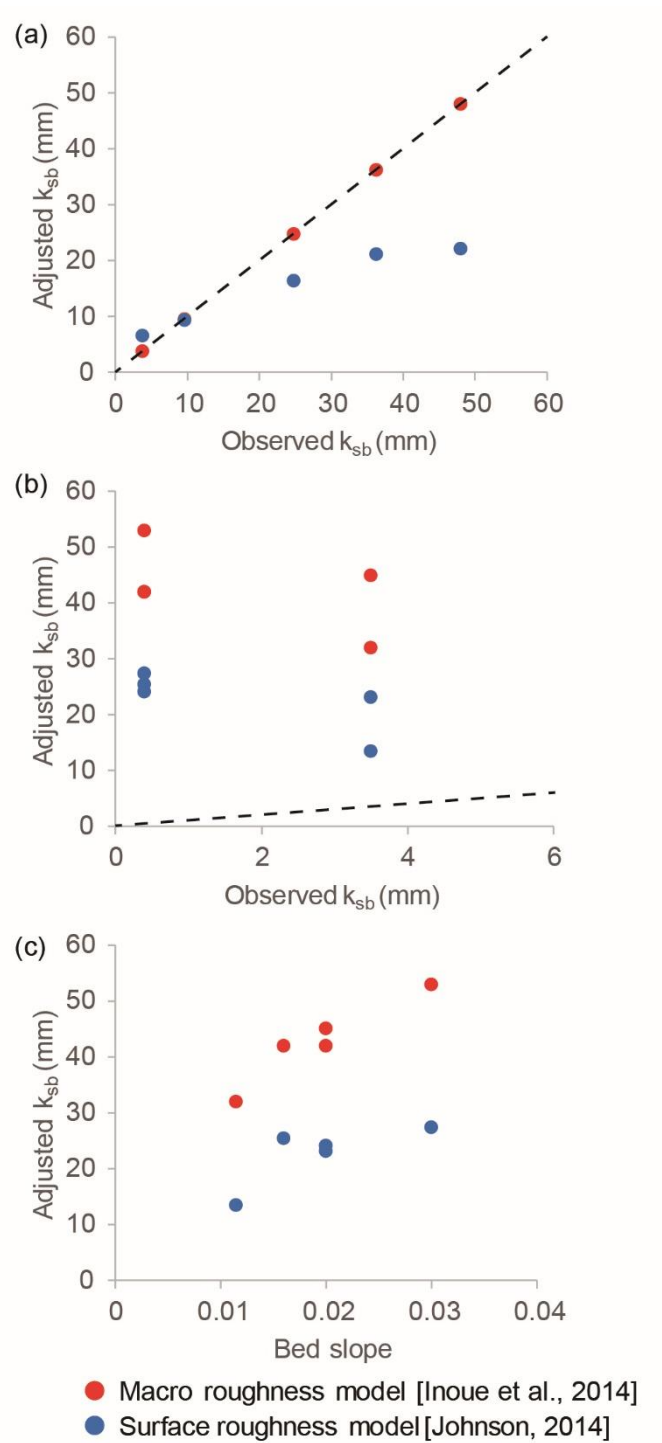 (a)
60
50
40
30
20
10
0
Adjusted k_sb (mm)
0 10 20 30 40 50 60
Observed k_sb (mm)
(b)
60
50
40
30
20
10
0
Adjusted k_sb (mm)
0 2 4 6
Observed k_sb (mm)
(c)
60
50
40
30
20
10
0
Adjusted k_sb (mm)
0 0.01 0.02 0.03 0.04
Bed slope
Macro roughness model [Inoue et al., 2014]
Surface roughness model [Johnson, 2014]